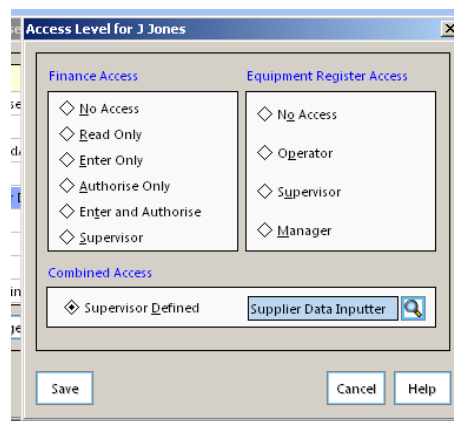 Access Level for J Jones
Finance Access
No Access
Read Only
Enter Only
Authorise Only
Enter and Authorise
Supervisor
Equipment Register Access
No Access
Operator
Supervisor
Manager
Combined Access
Supervisor Defined
Supplier Data Inputter
Save
Cancel
Help